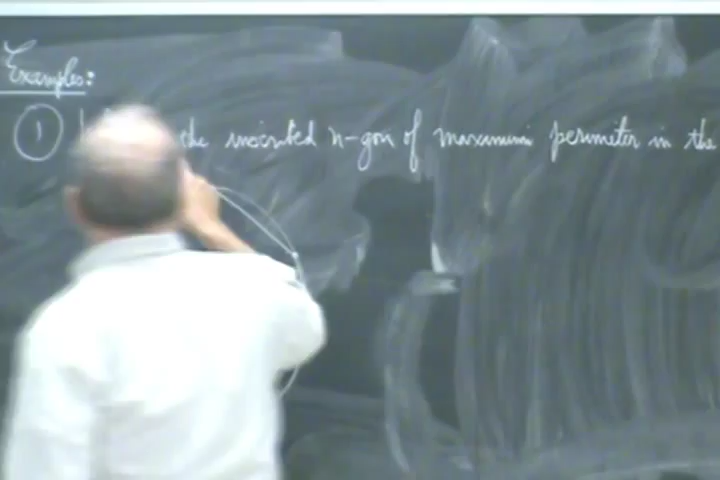 Examples:
① the inscribed n-gon of maximum perimeter in the